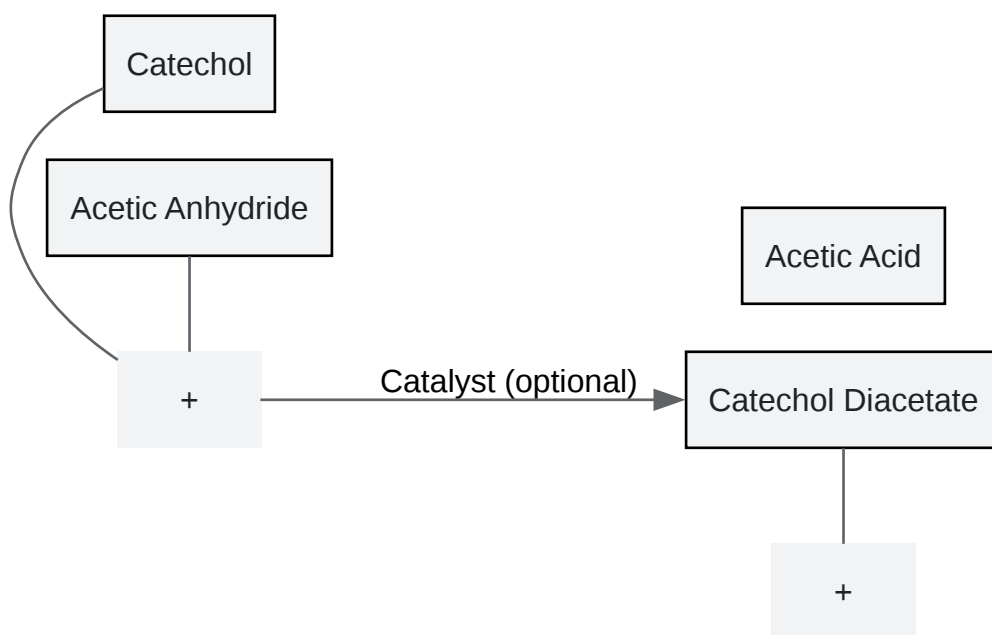 Catechol
Acetic Anhydride
Acetic Acid
+
Catalyst (optional)
Catechol Diacetate
+